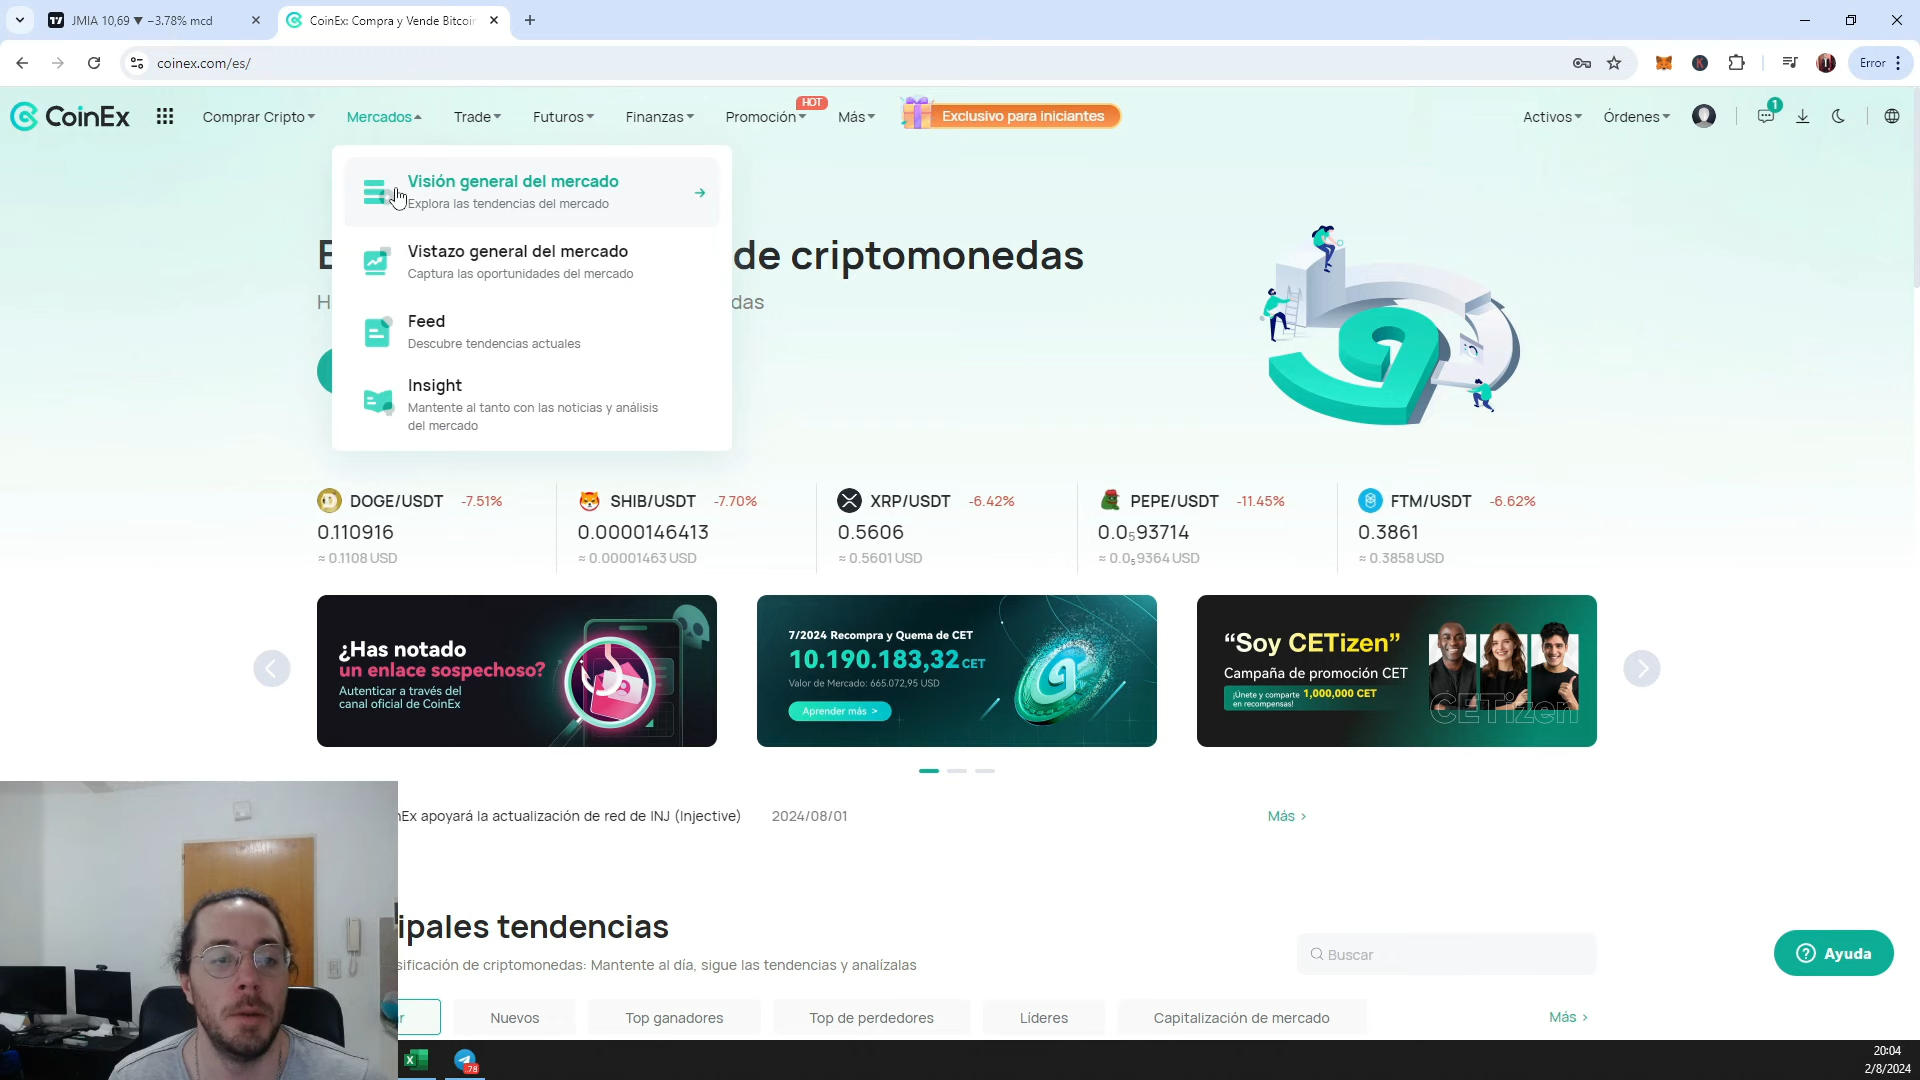 JMIA 10,69 ▼ −3.78% mcd
CoinEx: Compra y Vende Bitcoin
coinex.com/es/
Error
CoinEx
Comprar Cripto
Mercados
Trade
Futuros
Finanzas
Promoción
HOT
Más
Exclusivo para iniciantes
Activos
Órdenes
1
Visión general del mercado
Explora las tendencias del mercado
Vistazo general del mercado
Captura las oportunidades del mercado
Feed
Descubre tendencias actuales
Insight
Mantente al tanto con las noticias y análisis
del mercado
de criptomonedas
das
DOGE/USDT -7.51%
0.110916
≈ 0.1108 USD
SHIB/USDT -7.70%
0.0000146413
≈ 0.00001463 USD
XRP/USDT -6.42%
0.5606
≈ 0.5601 USD
PEPE/USDT -11.45%
0.0₅93714
≈ 0.0₅9364 USD
FTM/USDT -6.62%
0.3861
≈ 0.3858 USD
¿Has notado
un enlace sospechoso?
Autenticar a través del
canal oficial de CoinEx
7/2024 Recompra y Quema de CET
10.190.183,32 CET
Valor de Mercado: 665.072,95 USD
Aprender más >
“Soy CETizen”
Campaña de promoción CET
¡Únete y comparte 1,000,000 CET
en recompensas!
CETizen
nEx apoyará la actualización de red de INJ (Injective)
2024/08/01
Más >
ipales tendencias
sificación de criptomonedas: Mantente al día, sigue las tendencias y analízalas
Buscar
Ayuda
r
Nuevos
Top ganadores
Top de perdedores
Líderes
Capitalización de mercado
Más >
78
20:04
2/8/2024